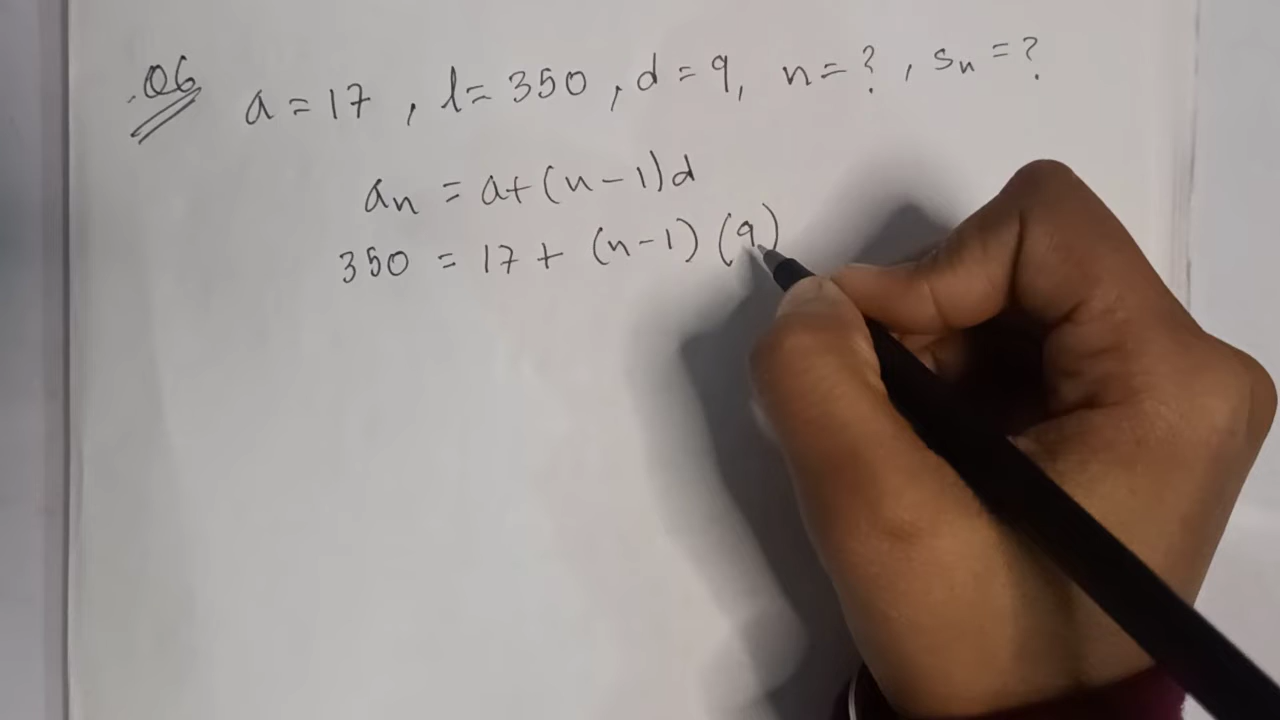 .Q6 a = 17 , l = 350 , d = 9, n = ? , Sn = ?
an = a+(n-1)d
350 = 17 + (n-1) (9)